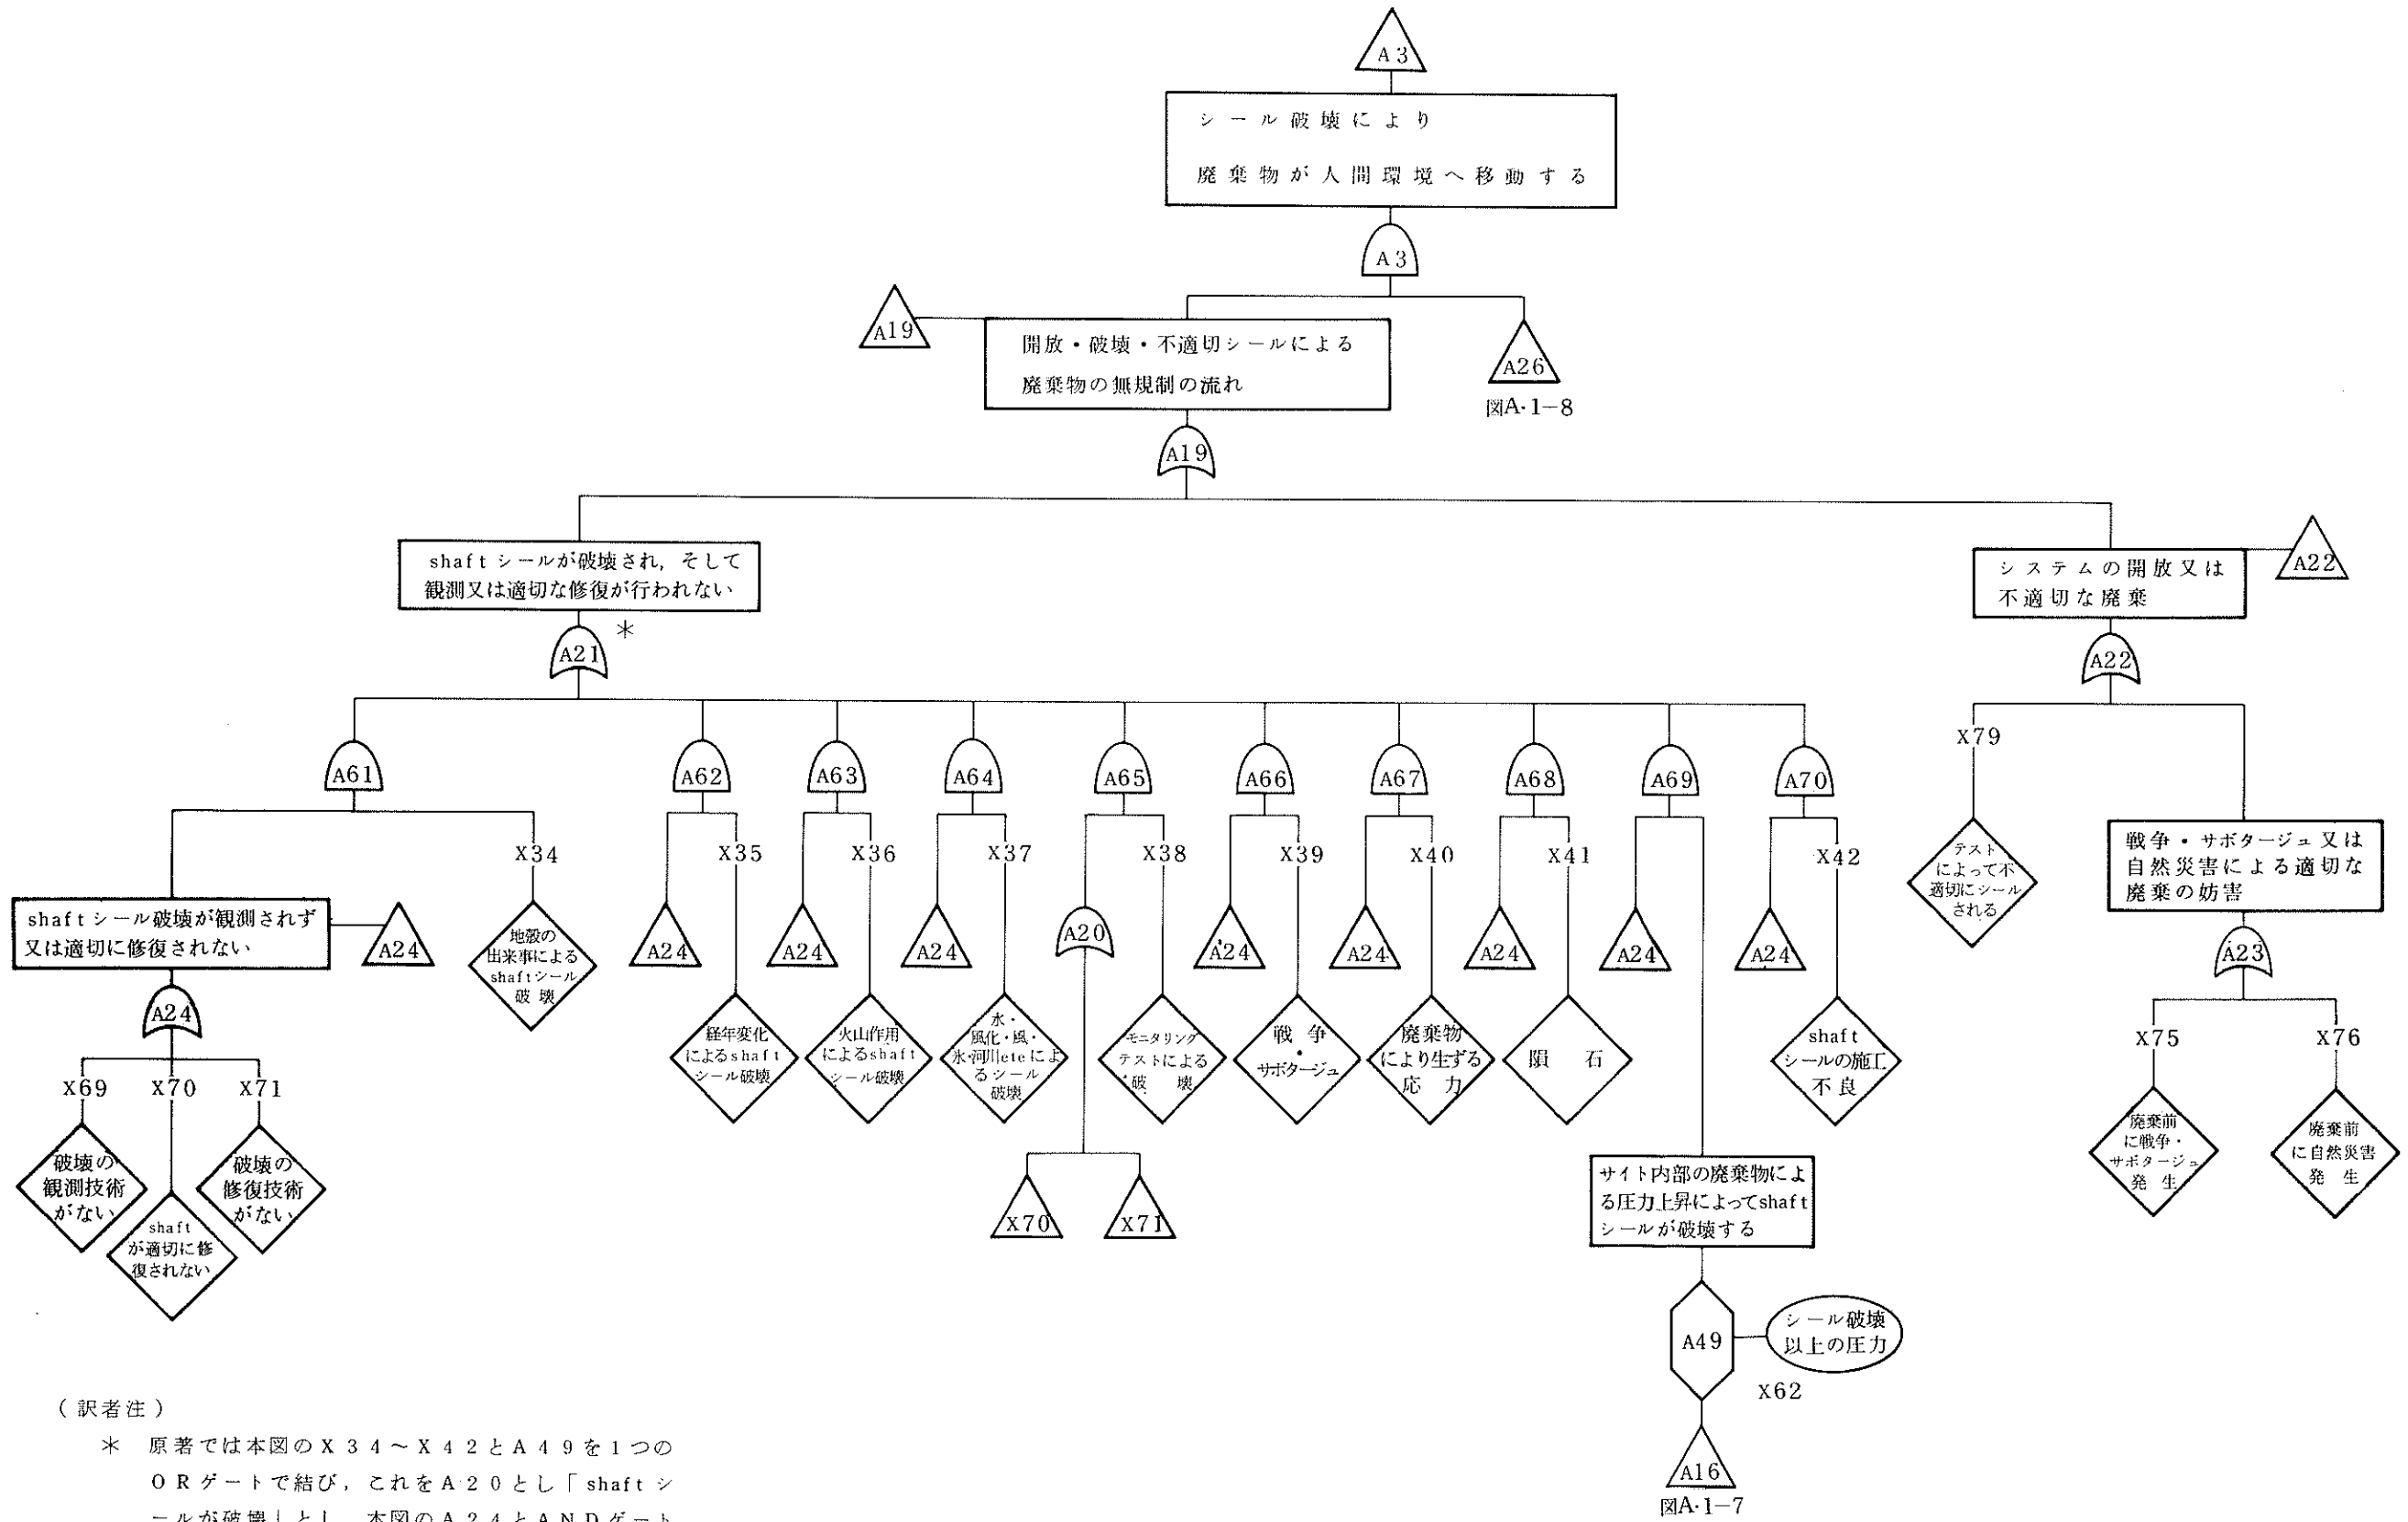 A3
シール破壊により
廃棄物が人間環境へ移動する
A3
A19
開放・破壊・不適切シールによる
廃棄物の無規制の流れ
A26
図A・1−8
A19
shaftシールが破壊され，そして
観測又は適切な修復が行われない
システムの開放又は
不適切な廃棄
A22
A21
＊
A22
A61
A62
A63
A64
A65
A66
A67
A68
A69
A70
X79
X34
X35
X36
X37
X38
X39
X40
X41
X42
テスト
によって不
適切にシール
される
戦争・サボタージュ又は
自然災害による適切な
廃棄の妨害
shaftシール破壊が観測されず
又は適切に修復されない
A24
地殻の
出来事による
shaftシール
破壊
A24
A24
A24
A20
A24
A24
A24
A24
A24
A23
A24
経年変化
によるshaft
シール破壊
火山作用
によるshaft
シール破壊
水・
風化・風・
氷・河川eteによ
るシール
破壊
モニタリング
テストによる
破壊
戦争
・
サボタージュ
廃棄物
により生ずる
応力
隕石
shaft
シールの施工
不良
X75
X76
X69
X70
X71
破壊の
観測技術
がない
shaft
が適切に修
復されない
破壊の
修復技術
がない
X70
X71
サイト内部の廃棄物によ
る圧力上昇によってshaft
シールが破壊する
廃棄前
に戦争・
サボタージュ
発生
廃棄前
に自然災害
発生
A49
シール破壊
以上の圧力
X62
A16
図A・1−7
（訳者注）
＊ 原著では本図のX34〜X42とA49を1つの
ORゲートで結び，これをA20とし「shaftシ
ールが破壊」とし，本図のA24とANDゲート